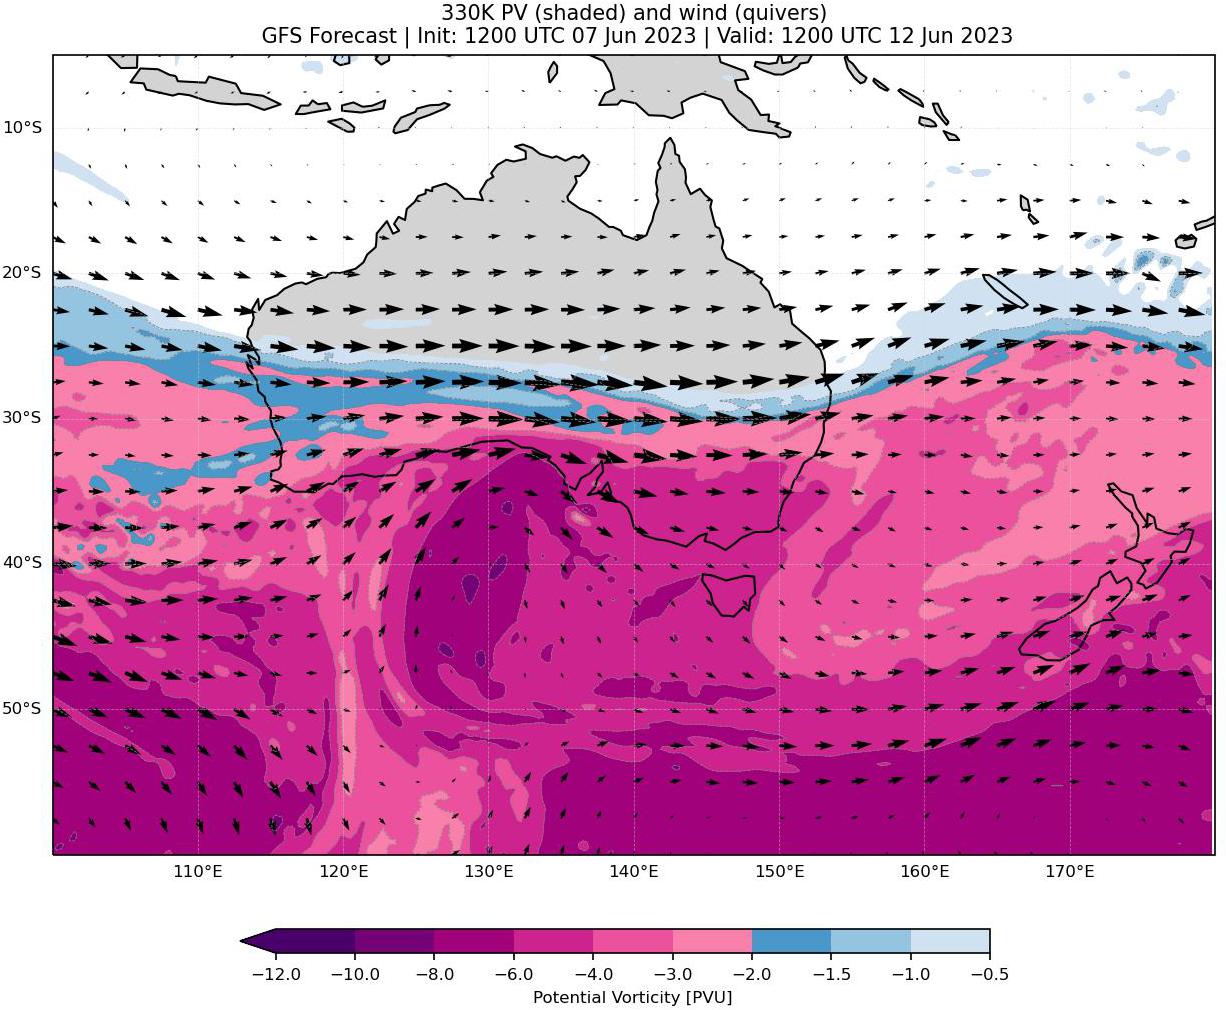 330K PV (shaded) and wind (quivers)
GFS Forecast | Init: 1200 UTC 07 Jun 2023 | Valid: 1200 UTC 12 Jun 2023
10°S
20°S
30°S
40°S
50°S
110°E 120°E 130°E 140°E 150°E 160°E 170°E
−12.0 −10.0 −8.0 −6.0 −4.0 −3.0 −2.0 −1.5 −1.0 −0.5
Potential Vorticity [PVU]